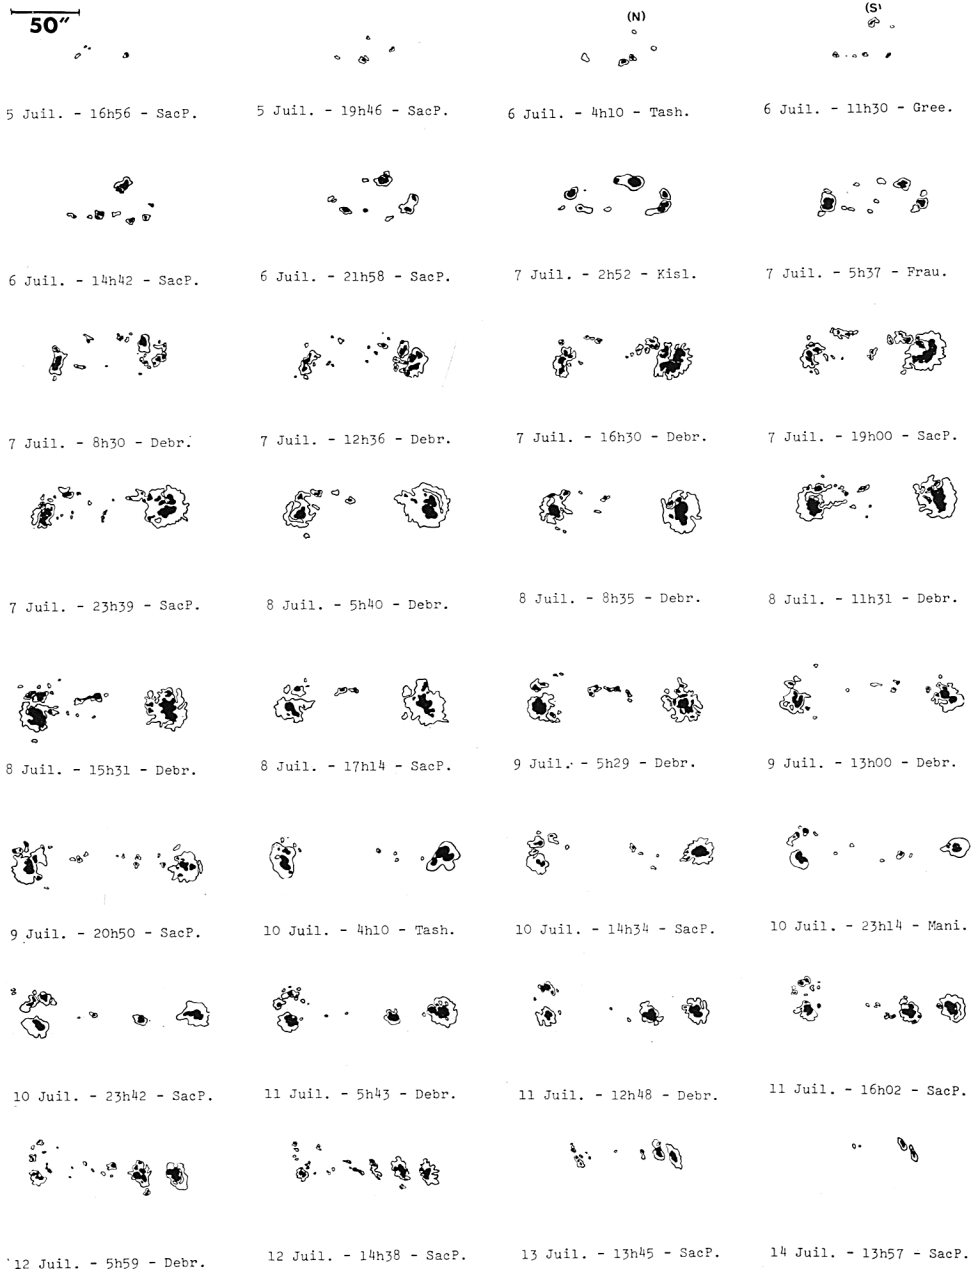 50"
(N)
(S)
5 Juil. - 16h56 - SacP.
5 Juil. - 19h46 - SacP.
6 Juil. - 4h10 - Tash.
6 Juil. - 11h30 - Gree.
6 Juil. - 14h42 - SacP.
6 Juil. - 21h58 - SacP.
7 Juil. - 2h52 - Kisl.
7 Juil. - 5h37 - Frau.
7 Juil. - 8h30 - Debr.
7 Juil. - 12h36 - Debr.
7 Juil. - 16h30 - Debr.
7 Juil. - 19h00 - SacP.
7 Juil. - 23h39 - SacP.
8 Juil. - 5h40 - Debr.
8 Juil. - 8h35 - Debr.
8 Juil. - 11h31 - Debr.
8 Juil. - 15h31 - Debr.
8 Juil. - 17h14 - SacP.
9 Juil. - 5h29 - Debr.
9 Juil. - 13h00 - Debr.
9 Juil. - 20h50 - SacP.
10 Juil. - 4h10 - Tash.
10 Juil. - 14h34 - SacP.
10 Juil. - 23h14 - Mani.
10 Juil. - 23h42 - SacP.
11 Juil. - 5h43 - Debr.
11 Juil. - 12h48 - Debr.
11 Juil. - 16h02 - SacP.
12 Juil. - 5h59 - Debr.
12 Juil. - 14h38 - SacP.
13 Juil. - 13h45 - SacP.
14 Juil. - 13h57 - SacP.